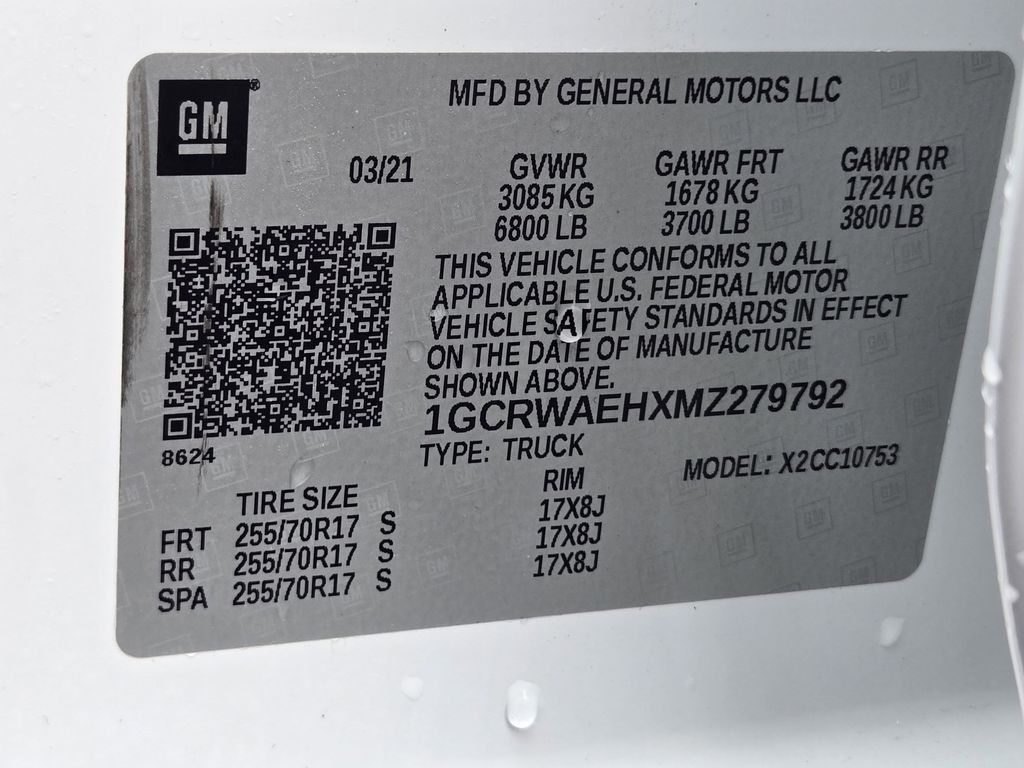 GM®
MFD BY GENERAL MOTORS LLC
03/21 GVWR GAWR FRT GAWR RR
3085 KG 1678 KG 1724 KG
6800 LB 3700 LB 3800 LB
THIS VEHICLE CONFORMS TO ALL
APPLICABLE U.S. FEDERAL MOTOR
VEHICLE SAFETY STANDARDS IN EFFECT
ON THE DATE OF MANUFACTURE
SHOWN ABOVE.
1GCRWAEHXMZ279792
8624
TYPE: TRUCK MODEL: X2CC10753
TIRE SIZE RIM
FRT 255/70R17 S 17X8J
RR 255/70R17 S 17X8J
SPA 255/70R17 S 17X8J